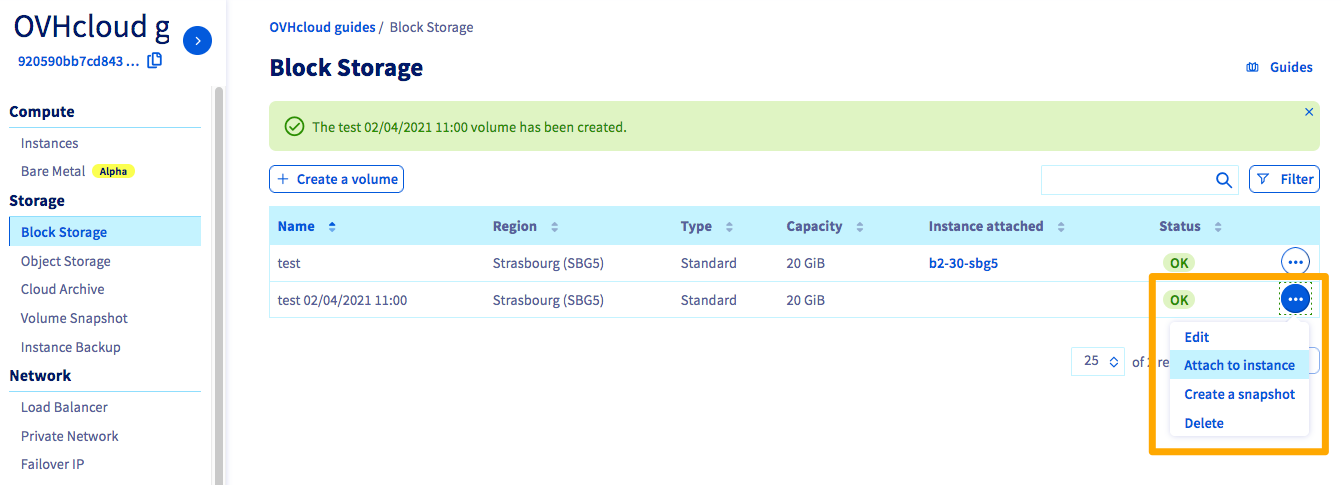 OVHcloud g
920590bb7cd843 ...
Compute
Instances
Bare Metal Alpha
Storage
Block Storage
Object Storage
Cloud Archive
Volume Snapshot
Instance Backup
Network
Load Balancer
Private Network
Failover IP
OVHcloud guides / Block Storage
Block Storage
Guides
The test 02/04/2021 11:00 volume has been created.
+ Create a volume
Filter
Name Region Type Capacity Instance attached Status
test Strasbourg (SBG5) Standard 20 GiB b2-30-sbg5 OK
test 02/04/2021 11:00 Strasbourg (SBG5) Standard 20 GiB OK
25 of 2 re
Edit
Attach to instance
Create a snapshot
Delete